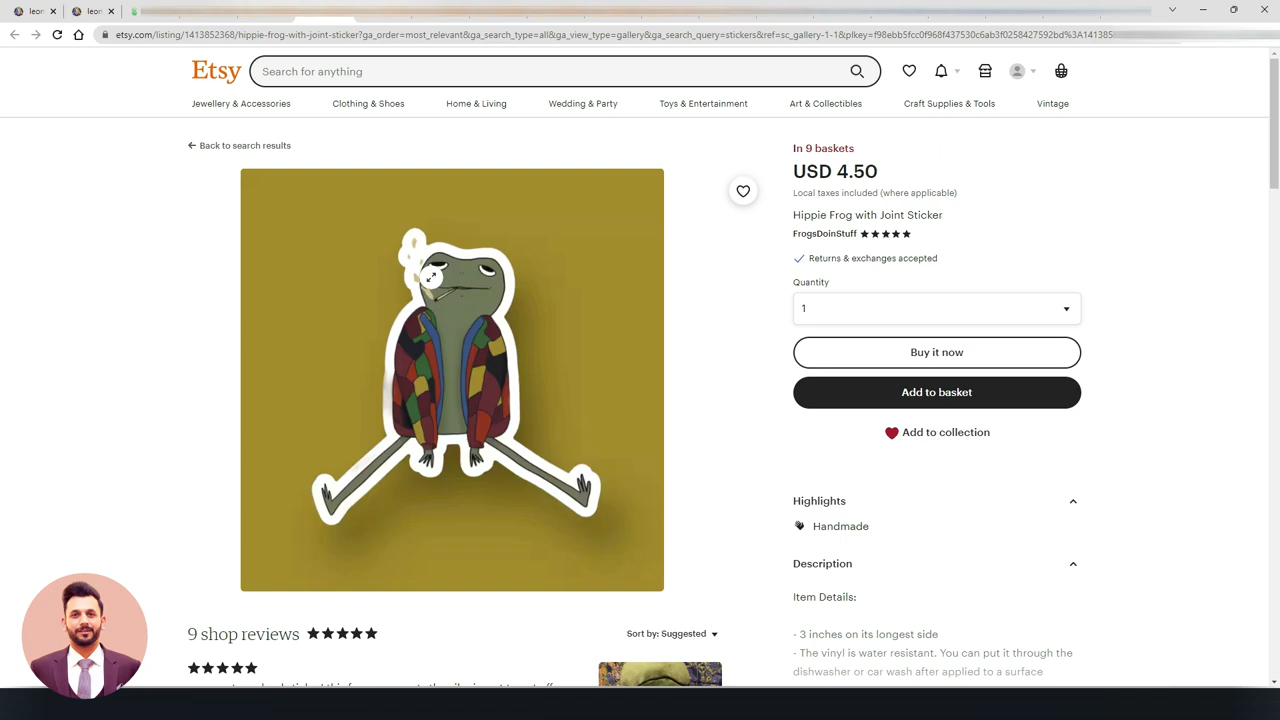 leon
leon
etsy.com/listing/1413852368/hippie-frog-with-joint-sticker?ga_order=most_relevant&ga_search_type=all&ga_view_type=gallery&ga_search_query=stickers&ref=sc_gallery-1-1&plkey=f98ebb5fcc0f968f437530c6ab3f0258427592bd%3A141385
Etsy
Search for anything
Jewellery & Accessories
Clothing & Shoes
Home & Living
Wedding & Party
Toys & Entertainment
Art & Collectibles
Craft Supplies & Tools
Vintage
Back to search results
In 9 baskets
USD 4.50
Local taxes included (where applicable)
Hippie Frog with Joint Sticker
FrogsDoinStuff
Returns & exchanges accepted
Quantity
1
Buy it now
Add to basket
Add to collection
Highlights
Handmade
Description
Item Details:
- 3 inches on its longest side
- The vinyl is water resistant. You can put it through the
dishwasher or car wash after applied to a surface
9 shop reviews
Sort by: Suggested